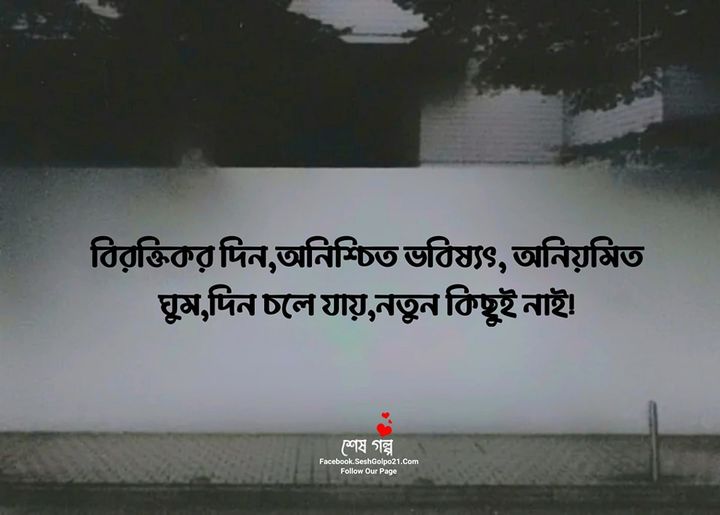 বিরক্তিকর দিন,অনিশ্চিত ভবিষ্যৎ, অনিয়মিত
ঘুম,দিন চলে যায়,নতুন কিছুই নাই!
শেষ গল্প
Facebook.SeshGolpo21.Com
Follow Our Page